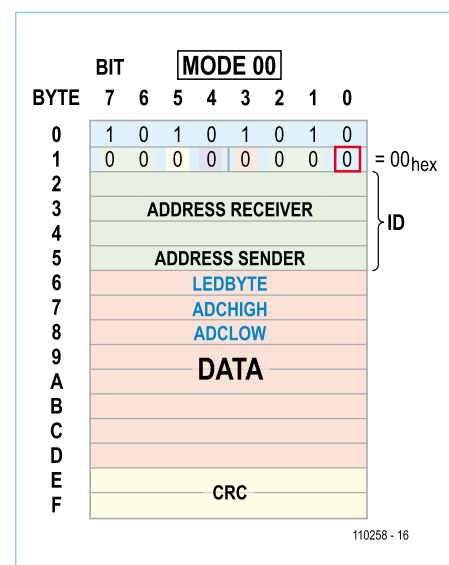 BIT MODE 00
BYTE 7 6 5 4 3 2 1 0
0 1 0 1 0 1 0 1 0
1 0 0 0 0 0 0 0 0 = 00hex
2
3 ADDRESS RECEIVER ID
4
5 ADDRESS SENDER
6 LEDBYTE
7 ADCHIGH
8 ADCLOW
9
DATA
A
B
C
D
E
CRC
F
110258 - 16